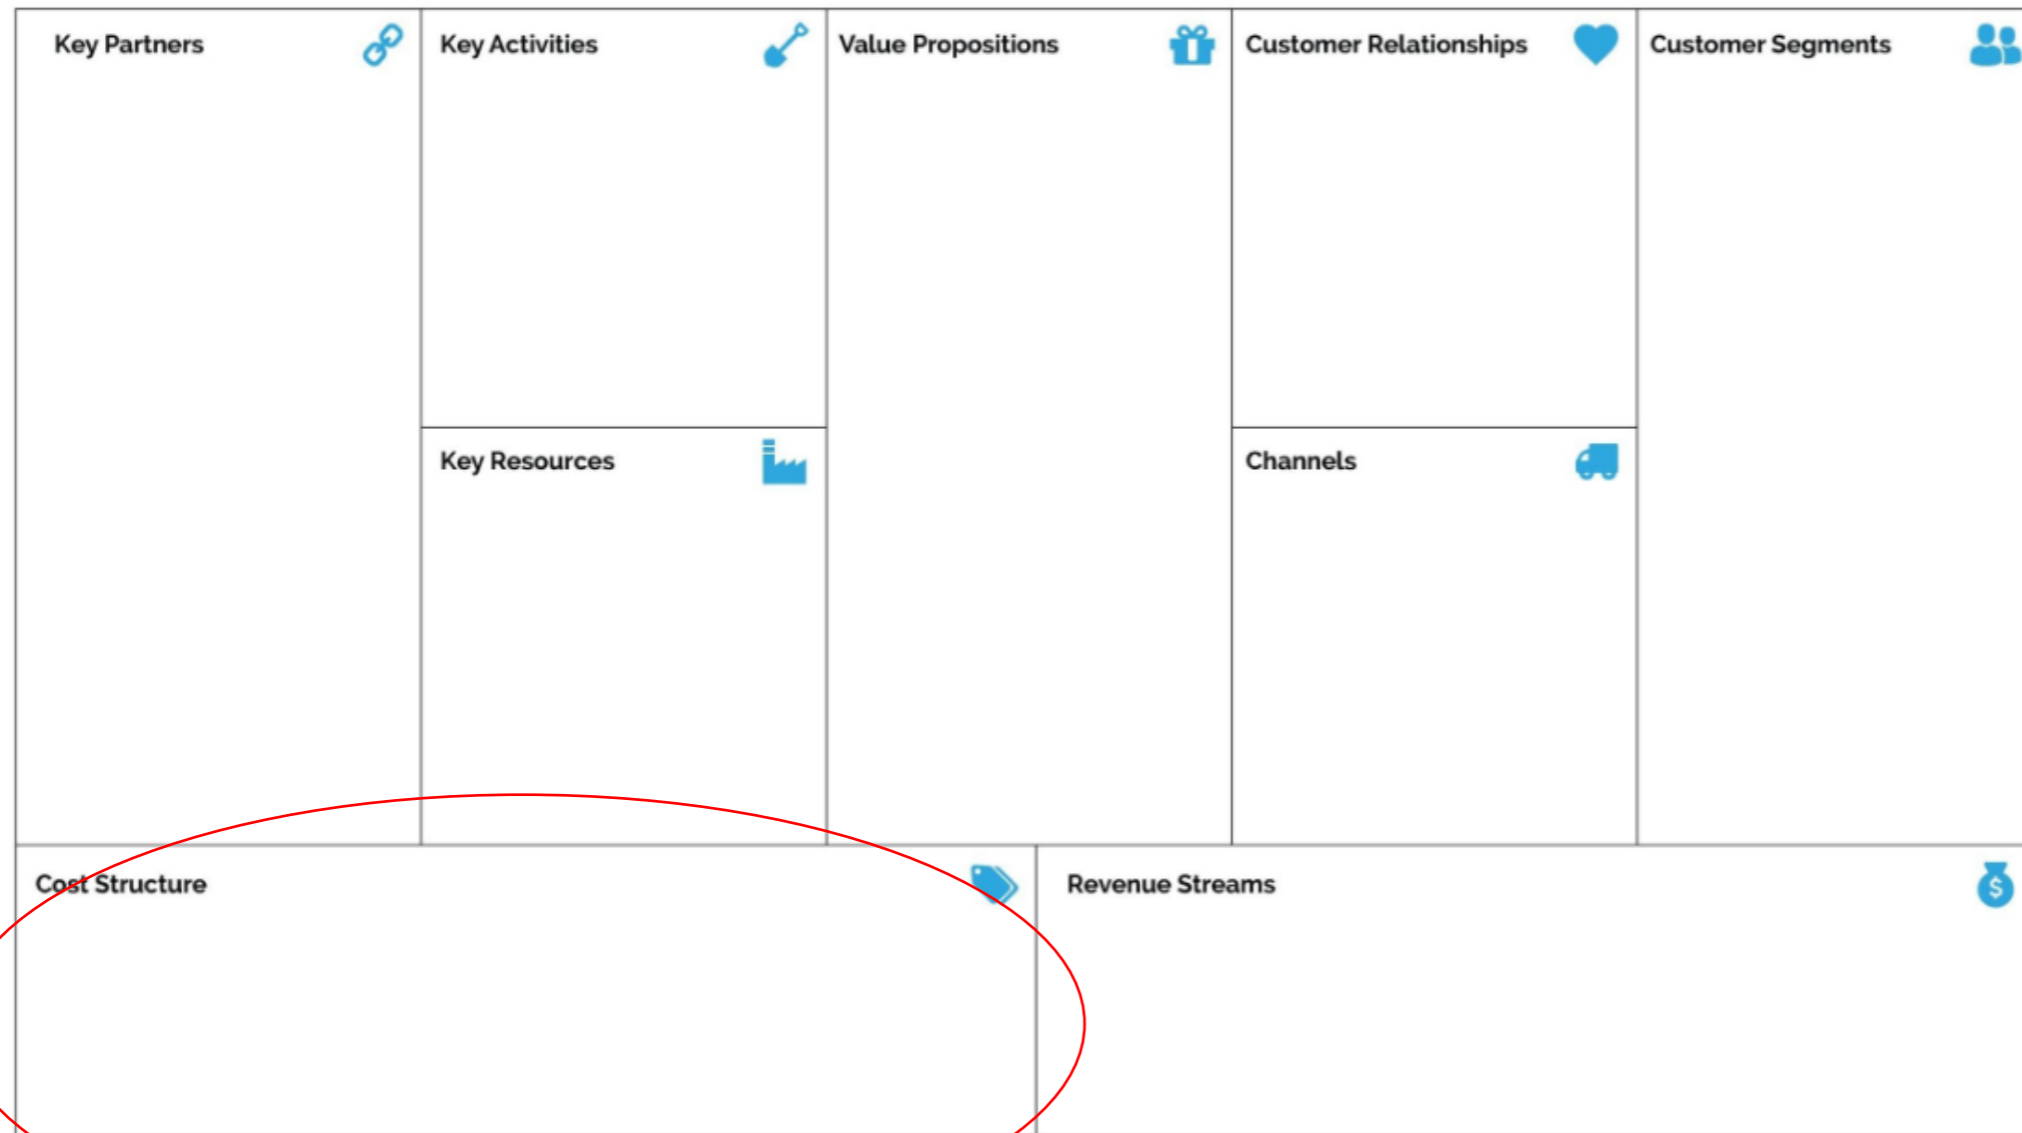 Key Partners
Key Activities
Value Propositions
Customer Relationships
Customer Segments
Key Resources
Channels
Cost Structure
Revenue Streams
$